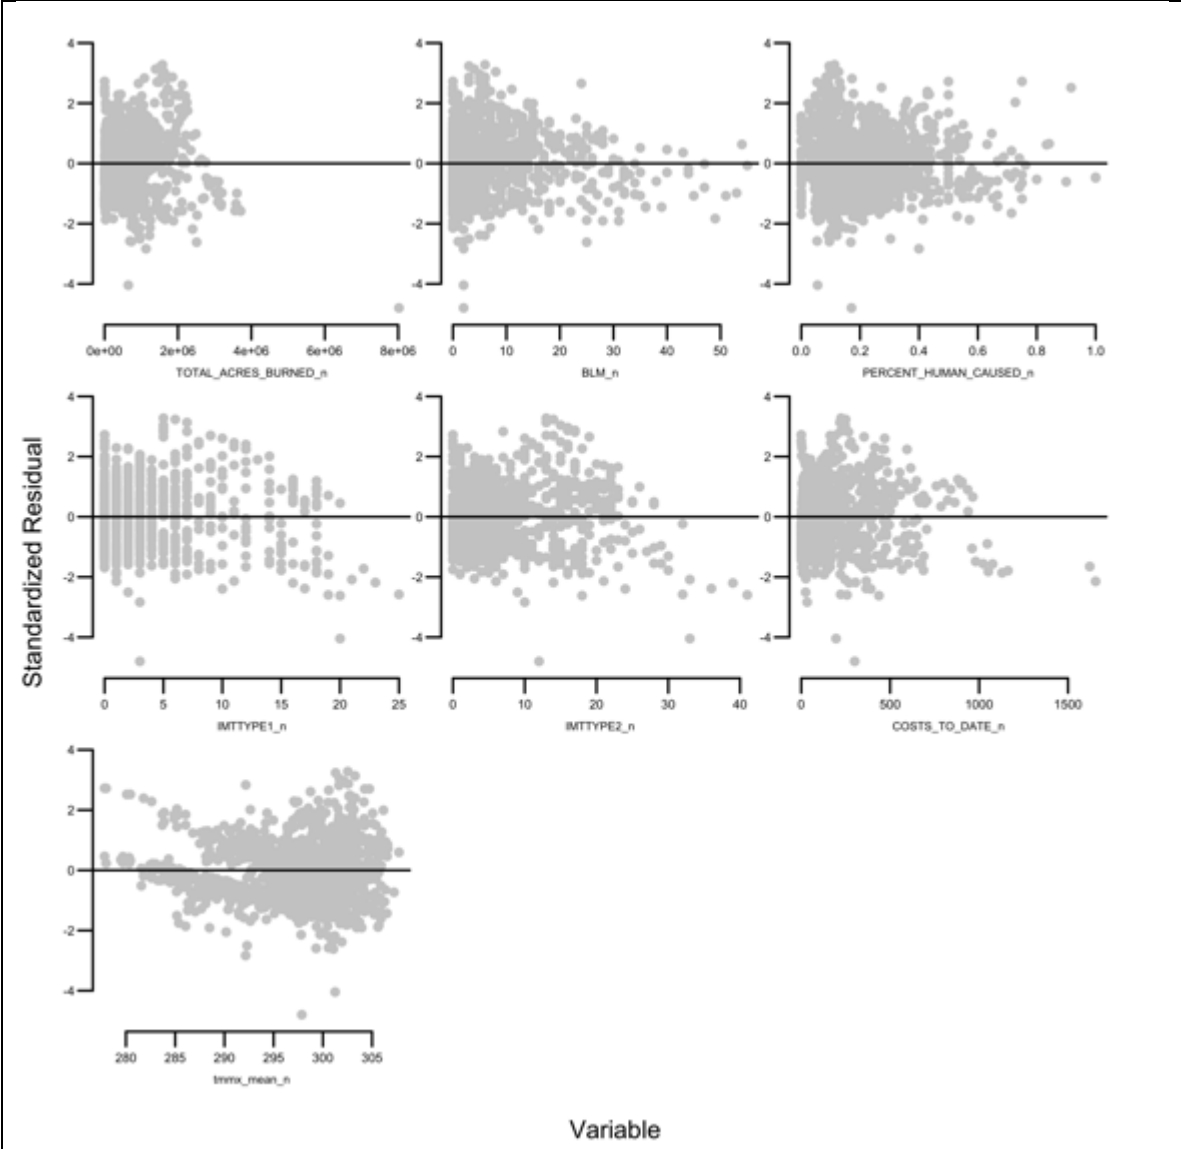 4
2
0
-2
-4
0e+00 2e+06 4e+06 6e+06 8e+06
TOTAL_ACRES_BURNED_n
4
2
0
-2
-4
0 10 20 30 40 50
BLM_n
4
2
0
-2
-4
0.0 0.2 0.4 0.6 0.8 1.0
PERCENT_HUMAN_CAUSED_n
Standardized Residual
4
2
0
-2
-4
0 5 10 15 20 25
IMTTYPE1_n
4
2
0
-2
-4
0 10 20 30 40
IMTTYPE2_n
4
2
0
-2
-4
0 500 1000 1500
COSTS_TO_DATE_n
4
2
0
-2
-4
280 285 290 295 300 305
tmmx_mean_n
Variable